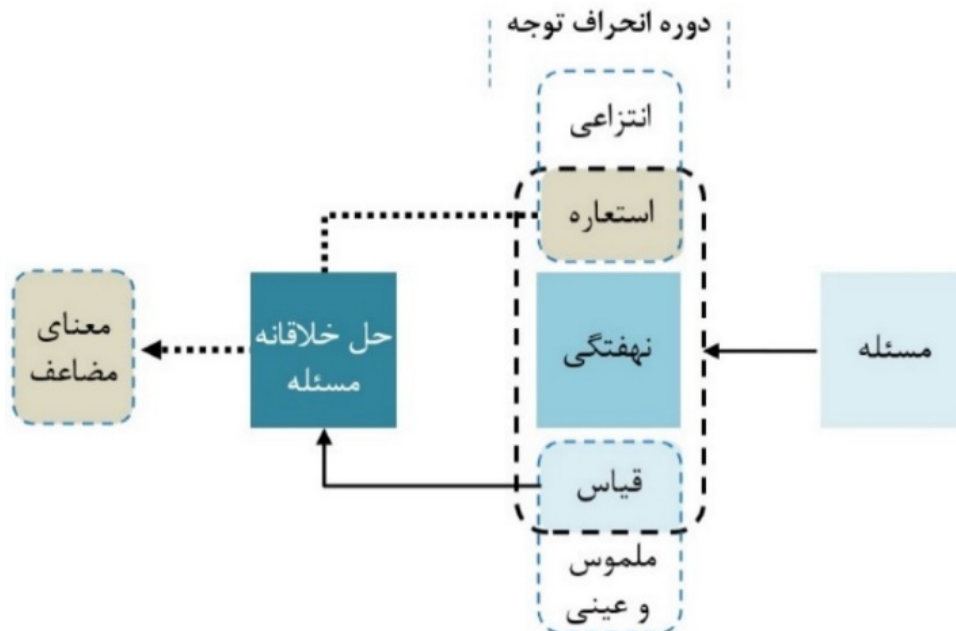 دوره انحراف توجه
انتزاعی
استعاره
مسئله
نهفتگی
حل خلاقانه
مسئله
معنای
مضاعف
قیاس
ملموس
و عینی